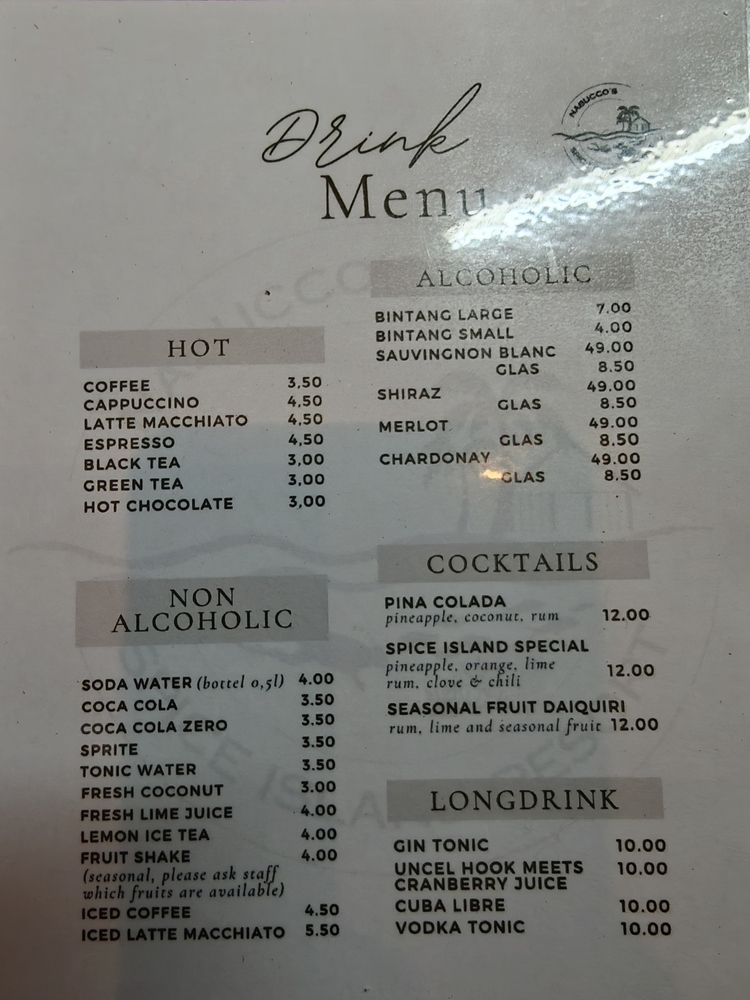 Drink
Menu
NABUCCO'S
HOT
COFFEE 3,50
CAPPUCCINO 4,50
LATTE MACCHIATO 4,50
ESPRESSO 4,50
BLACK TEA 3,00
GREEN TEA 3,00
HOT CHOCOLATE 3,00
NON
ALCOHOLIC
SODA WATER (bottel 0,5l) 4.00
COCA COLA 3.50
COCA COLA ZERO 3.50
SPRITE 3.50
TONIC WATER 3.50
FRESH COCONUT 3.00
FRESH LIME JUICE 4.00
LEMON ICE TEA 4.00
FRUIT SHAKE 4.00
(seasonal, please ask staff
which fruits are available)
ICED COFFEE 4.50
ICED LATTE MACCHIATO 5.50
ALCOHOLIC
BINTANG LARGE 7.00
BINTANG SMALL 4.00
SAUVINGNON BLANC 49.00
GLAS 8.50
SHIRAZ 49.00
GLAS 8.50
MERLOT 49.00
GLAS 8.50
CHARDONAY 49.00
GLAS 8.50
COCKTAILS
PINA COLADA
pineapple, coconut, rum 12.00
SPICE ISLAND SPECIAL
pineapple, orange, lime
rum, clove & chili 12.00
SEASONAL FRUIT DAIQUIRI
rum, lime and seasonal fruit 12.00
LONGDRINK
GIN TONIC 10.00
UNCEL HOOK MEETS 10.00
CRANBERRY JUICE
CUBA LIBRE 10.00
VODKA TONIC 10.00